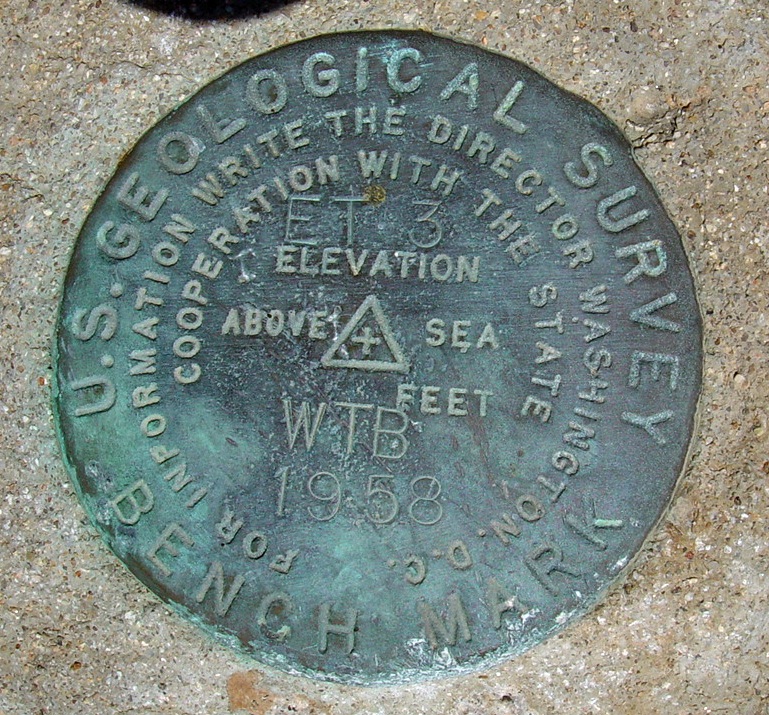 U.S. GEOLOGICAL SURVEY
BENCH MARK
FOR INFORMATION WRITE THE DIRECTOR WASHINGTON, D.C.
COOPERATION WITH THE STATE
ET 3
ELEVATION
ABOVE SEA
FEET
WTB
1958